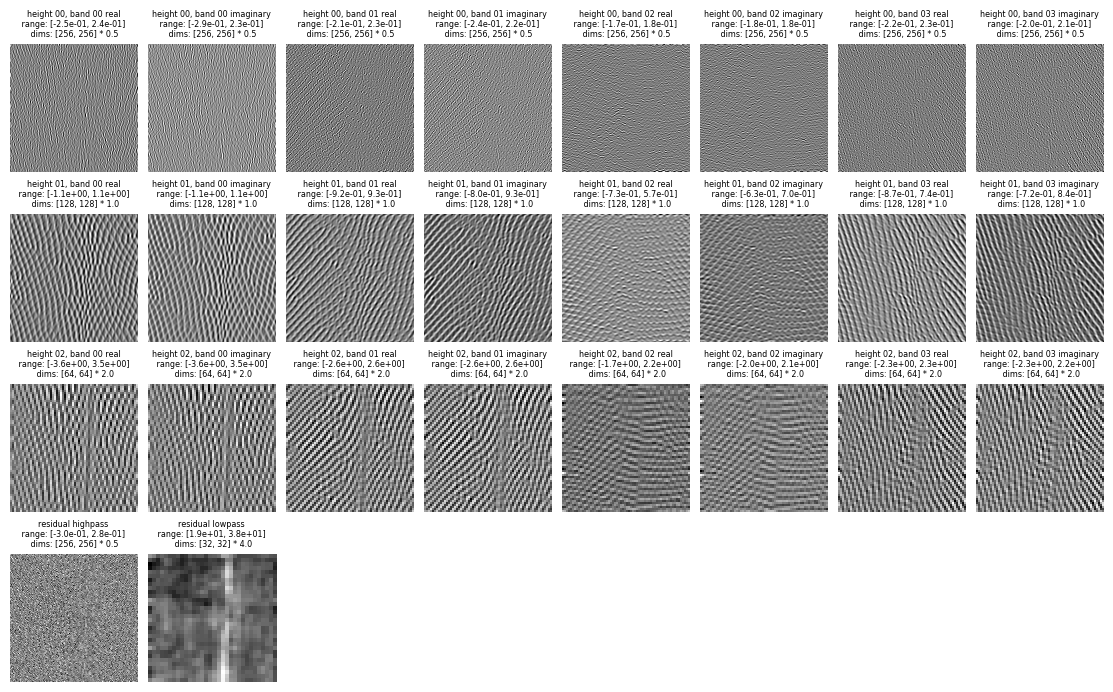 height 00, band 00 real
range: [-2.5e-01, 2.4e-01]
dims: [256, 256] * 0.5
height 00, band 00 imaginary
range: [-2.9e-01, 2.3e-01]
dims: [256, 256] * 0.5
height 00, band 01 real
range: [-2.1e-01, 2.3e-01]
dims: [256, 256] * 0.5
height 00, band 01 imaginary
range: [-2.4e-01, 2.2e-01]
dims: [256, 256] * 0.5
height 00, band 02 real
range: [-1.7e-01, 1.8e-01]
dims: [256, 256] * 0.5
height 00, band 02 imaginary
range: [-1.8e-01, 1.8e-01]
dims: [256, 256] * 0.5
height 00, band 03 real
range: [-2.2e-01, 2.3e-01]
dims: [256, 256] * 0.5
height 00, band 03 imaginary
range: [-2.0e-01, 2.1e-01]
dims: [256, 256] * 0.5
height 01, band 00 real
range: [-1.1e+00, 1.1e+00]
dims: [128, 128] * 1.0
height 01, band 00 imaginary
range: [-1.1e+00, 1.1e+00]
dims: [128, 128] * 1.0
height 01, band 01 real
range: [-9.2e-01, 9.3e-01]
dims: [128, 128] * 1.0
height 01, band 01 imaginary
range: [-8.0e-01, 9.3e-01]
dims: [128, 128] * 1.0
height 01, band 02 real
range: [-7.3e-01, 5.7e-01]
dims: [128, 128] * 1.0
height 01, band 02 imaginary
range: [-6.3e-01, 7.0e-01]
dims: [128, 128] * 1.0
height 01, band 03 real
range: [-8.7e-01, 7.4e-01]
dims: [128, 128] * 1.0
height 01, band 03 imaginary
range: [-7.2e-01, 8.4e-01]
dims: [128, 128] * 1.0
height 02, band 00 real
range: [-3.6e+00, 3.5e+00]
dims: [64, 64] * 2.0
height 02, band 00 imaginary
range: [-3.6e+00, 3.5e+00]
dims: [64, 64] * 2.0
height 02, band 01 real
range: [-2.6e+00, 2.6e+00]
dims: [64, 64] * 2.0
height 02, band 01 imaginary
range: [-2.6e+00, 2.6e+00]
dims: [64, 64] * 2.0
height 02, band 02 real
range: [-1.7e+00, 2.2e+00]
dims: [64, 64] * 2.0
height 02, band 02 imaginary
range: [-2.0e+00, 2.1e+00]
dims: [64, 64] * 2.0
height 02, band 03 real
range: [-2.3e+00, 2.3e+00]
dims: [64, 64] * 2.0
height 02, band 03 imaginary
range: [-2.3e+00, 2.2e+00]
dims: [64, 64] * 2.0
residual highpass
range: [-3.0e-01, 2.8e-01]
dims: [256, 256] * 0.5
residual lowpass
range: [1.9e+01, 3.8e+01]
dims: [32, 32] * 4.0